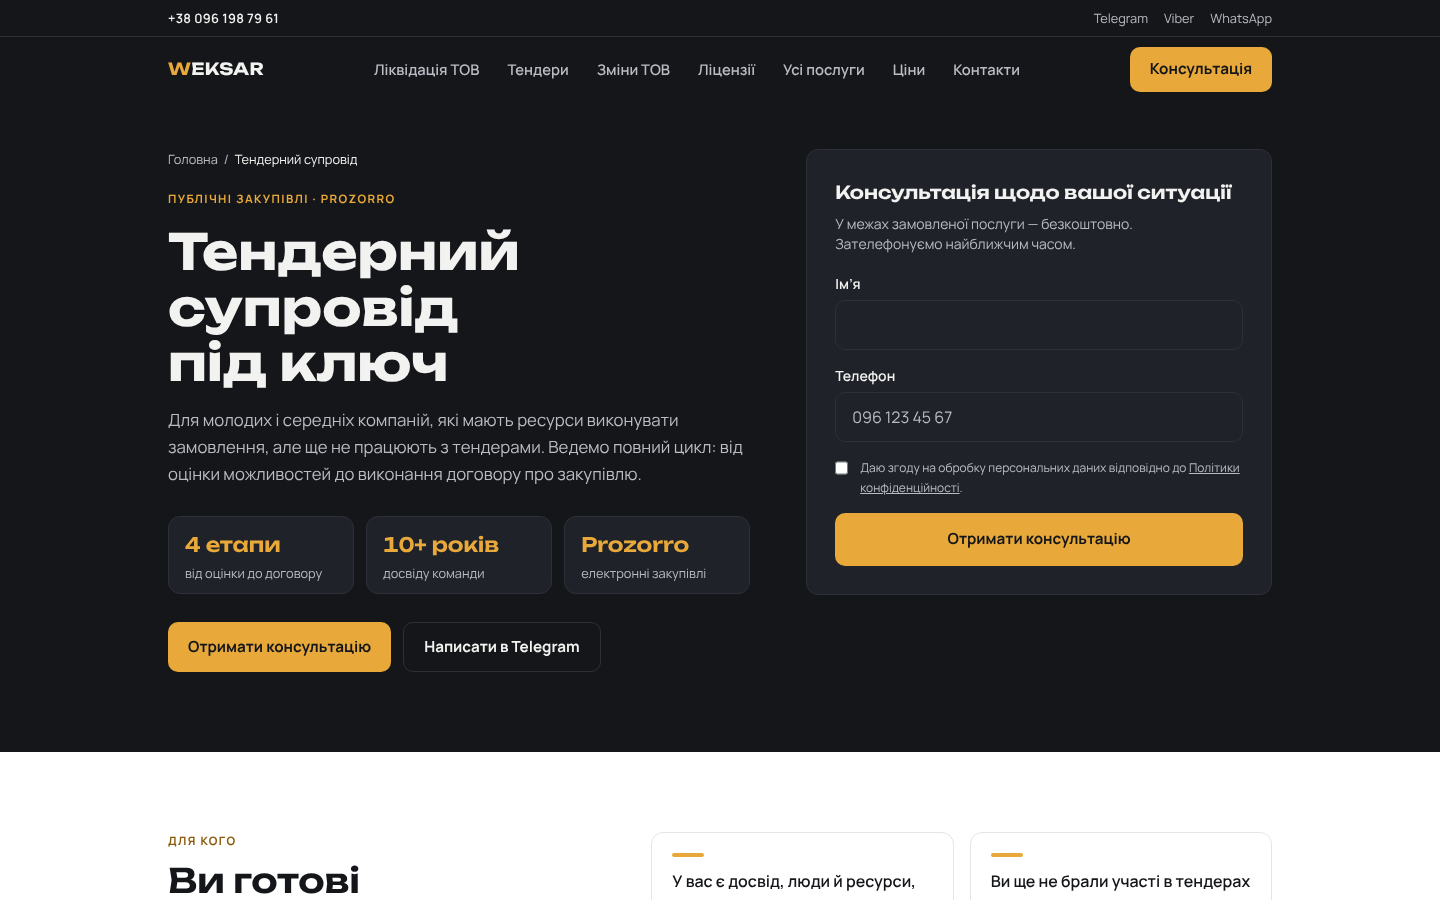 +38 096 198 79 61
Telegram Viber WhatsApp
WEKSAR
Ліквідація ТОВ Тендери Зміни ТОВ Ліцензії Усі послуги Ціни Контакти
Консультація
Головна / Тендерний супровід
ПУБЛІЧНІ ЗАКУПІВЛІ · PROZORRO
Тендерний
супровід
під ключ
Для молодих і середніх компаній, які мають ресурси виконувати
замовлення, але ще не працюють з тендерами. Ведемо повний цикл: від
оцінки можливостей до виконання договору про закупівлю.
4 етапи
від оцінки до договору
10+ років
досвіду команди
Prozorro
електронні закупівлі
Отримати консультацію
Написати в Telegram
Консультація щодо вашої ситуації
У межах замовленої послуги — безкоштовно.
Зателефонуємо найближчим часом.
Ім’я
Телефон
096 123 45 67
Даю згоду на обробку персональних даних відповідно до Політики
конфіденційності.
Отримати консультацію
ДЛЯ КОГО
Ви готові
У вас є досвід, люди й ресурси,
Ви ще не брали участі в тендерах